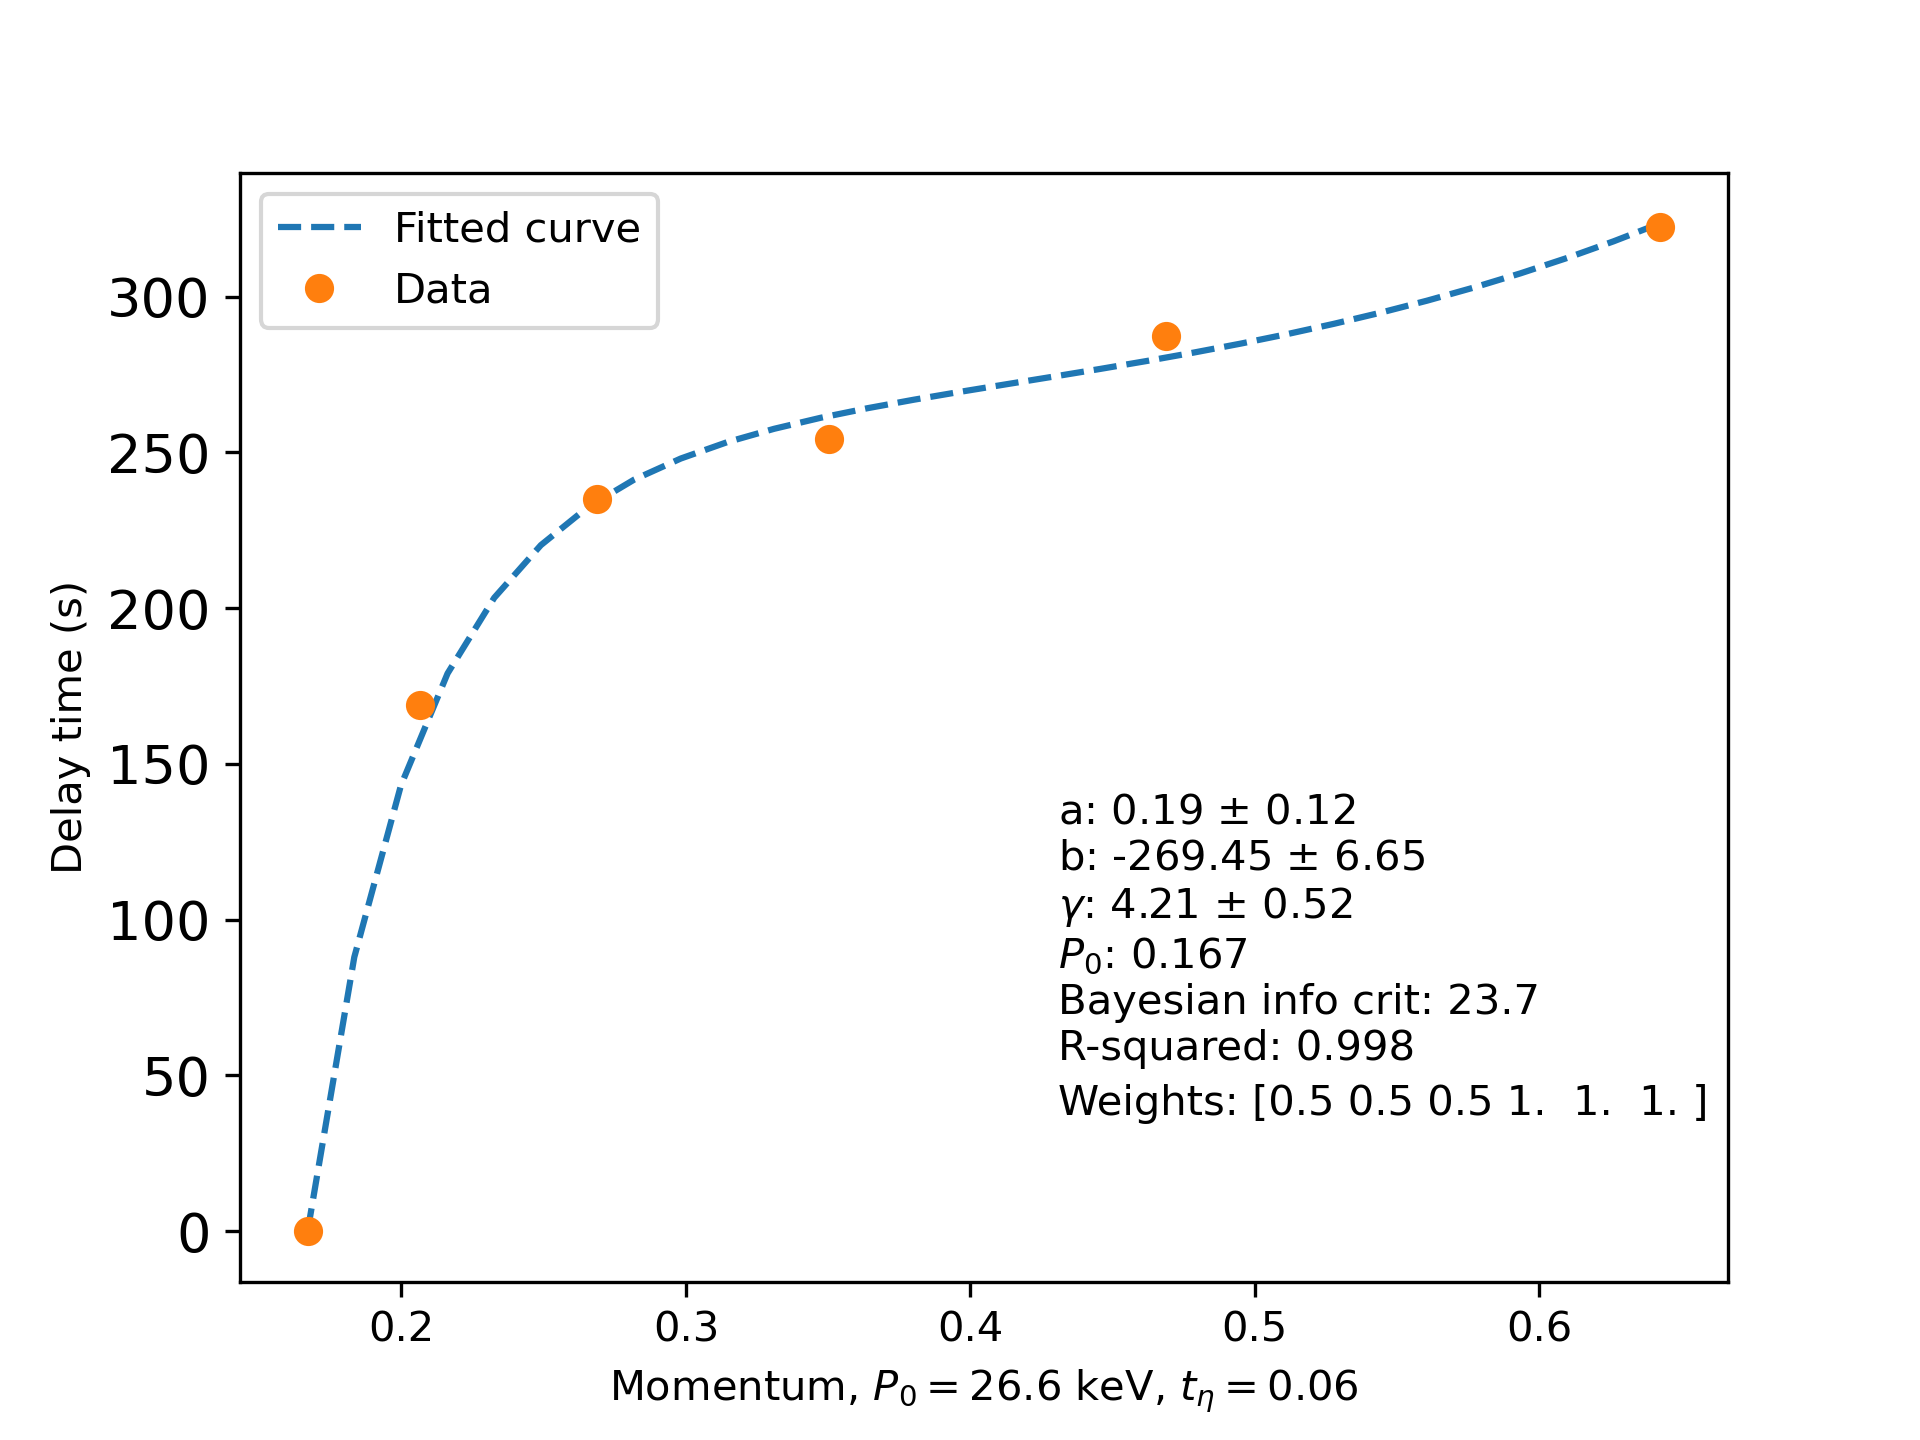 Fitted curve
Data
300
250
200
150
100
50
0
Delay time (s)
a: 0.19 ± 0.12
b: -269.45 ± 6.65
γ: 4.21 ± 0.52
P₀: 0.167
Bayesian info crit: 23.7
R-squared: 0.998
Weights: [0.5 0.5 0.5 1.  1.  1. ]
0.2 0.3 0.4 0.5 0.6
Momentum, P₀ = 26.6 keV, tη = 0.06